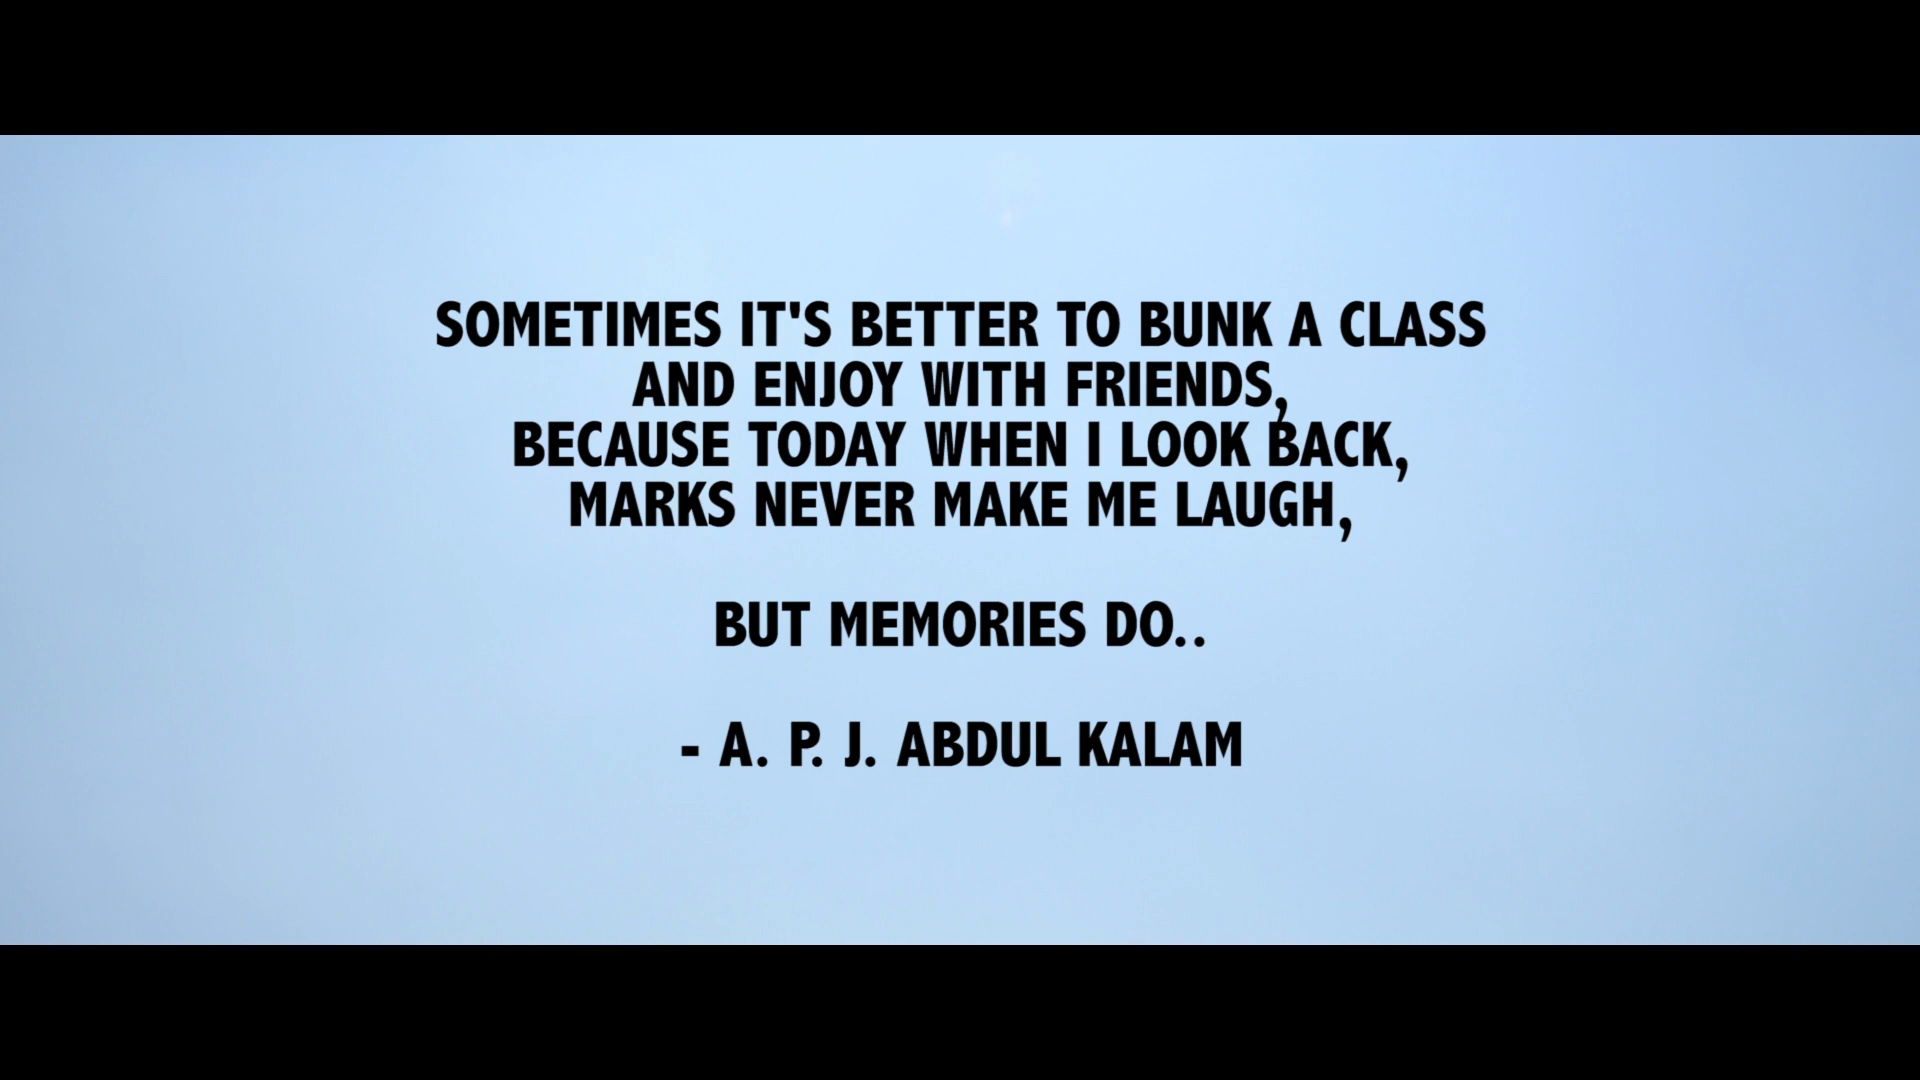 SOMETIMES IT'S BETTER TO BUNK A CLASS
AND ENJOY WITH FRIENDS,
BECAUSE TODAY WHEN I LOOK BACK,
MARKS NEVER MAKE ME LAUGH,
BUT MEMORIES DO..
- A. P. J. ABDUL KALAM